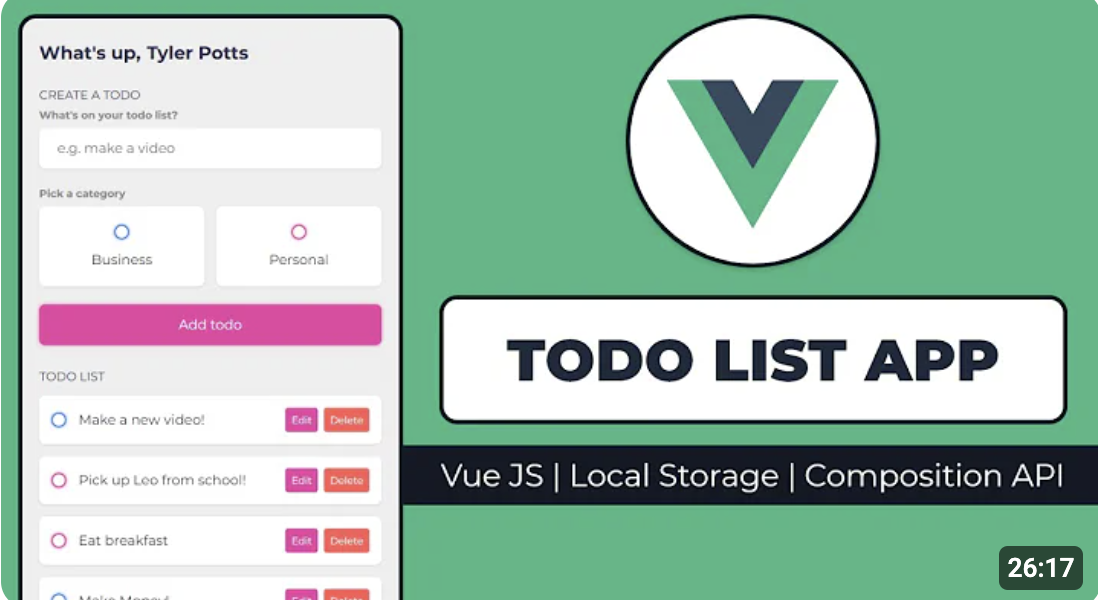 What's up, Tyler Potts
CREATE A TODO
What's on your todo list?
e.g. make a video
Pick a category
Business
Personal
Add todo
TODO LIST
Make a new video!
Edit
Delete
Pick up Leo from school!
Edit
Delete
Eat breakfast
Edit
Delete
Make Money!
Edit
Delete
TODO LIST APP
Vue JS | Local Storage | Composition API
26:17